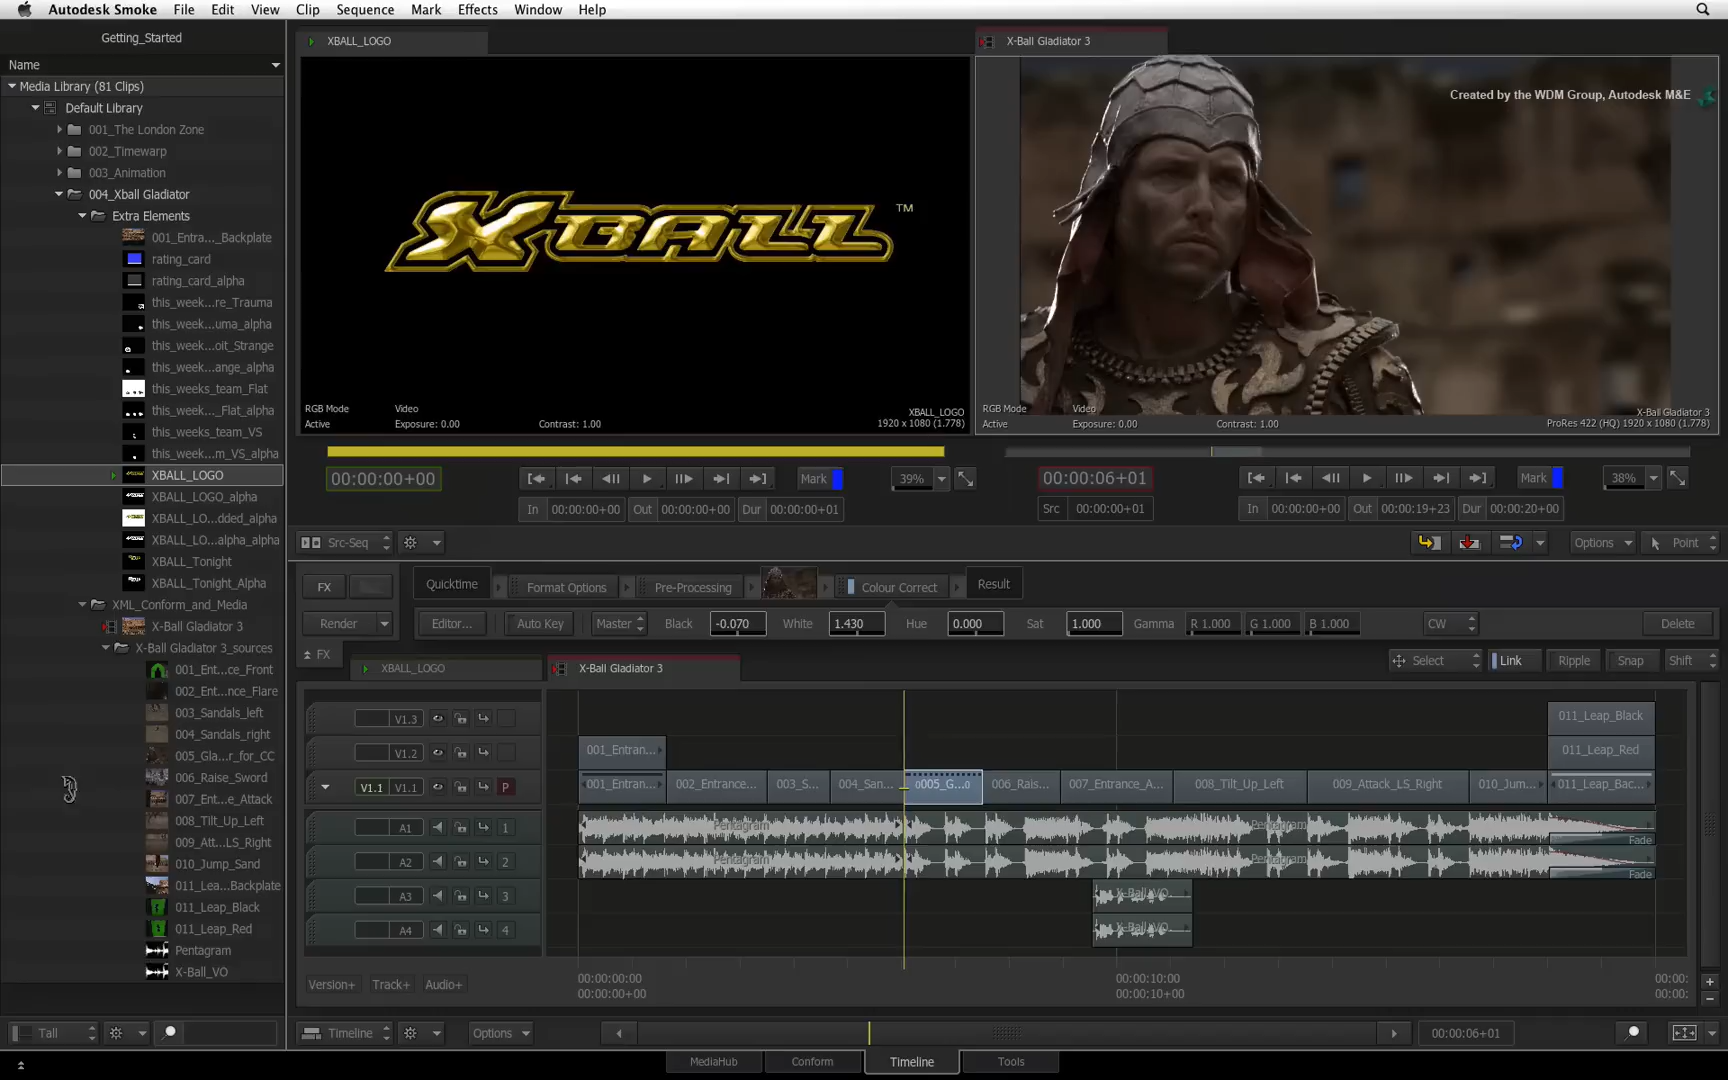 Autodesk Smoke File Edit View Clip Sequence Mark Effects Window Help
Getting_Started
Name
Media Library (81 Clips)
Default Library
001_The London Zone
002_Timewarp
003_Animation
004_Xball Gladiator
Extra Elements
001_Entra..._Backplate
rating_card
rating_card_alpha
this_week...re_Trauma
this_week...uma_alpha
this_week...oit_Strange
this_week...ange_alpha
this_weeks_team_Flat
this_week..._Flat_alpha
this_weeks_team_VS
this_week...m_VS_alpha
XBALL_LOGO
XBALL_LOGO_alpha
XBALL_LO...dded_alpha
XBALL_LO...alpha_alpha
XBALL_Tonight
XBALL_Tonight_Alpha
XML_Conform_and_Media
X-Ball Gladiator 3
X-Ball Gladiator 3_sources
001_Ent...ce_Front
002_Ent...nce_Flare
003_Sandals_left
004_Sandals_right
005_Gla...r_for_CC
006_Raise_Sword
007_Ent...e_Attack
008_Tilt_Up_Left
009_Att...LS_Right
010_Jump_Sand
011_Lea...Backplate
011_Leap_Black
011_Leap_Red
Pentagram
X-Ball_VO
Tall
XBALL_LOGO
XBALL TM
RGB Mode Video XBALL_LOGO
Active Exposure: 0.00 Contrast: 1.00 1920 x 1080 (1.778)
X-Ball Gladiator 3
Created by the WDM Group, Autodesk M&E
RGB Mode Video X-Ball Gladiator 3
Active Exposure: 0.00 Contrast: 1.00 ProRes 422 (HQ) 1920 x 1080 (1.778)
00:00:00+00 Mark 39%
In 00:00:00+00 Out 00:00:00+00 Dur 00:00:00+01
00:00:06+01 Mark 38%
Src 00:00:00+01 In 00:00:00+00 Out 00:00:19+23 Dur 00:00:20+00
Src-Seq Options Point
FX Quicktime Format Options Pre-Processing Colour Correct Result
Render Editor... Auto Key Master Black -0.070 White 1.430 Hue 0.000 Sat 1.000 Gamma R 1.000 G 1.000 B 1.000 CW Delete
FX XBALL_LOGO X-Ball Gladiator 3 Select Link Ripple Snap Shift
V1.3 011_Leap_Black
V1.2 001_Entran... 011_Leap_Red
V1.1 V1.1 P 001_Entran... 002_Entrance... 003_S... 004_San... 005_G... 006_Rais... 007_Entrance_A... 008_Tilt_Up_Left 009_Attack_LS_Right 010_Jum... 011_Leap_Bac...
A1 1 Pentagram Pentagram Fade
A2 2 Pentagram Pentagram Fade
A3 3 X-Ball_VO
A4 4 X-Ball_VO
Version+ Track+ Audio+
00:00:00:00 00:00:10:00 00:00:
00:00:00+00 00:00:10+00 00:00:
Timeline Options 00:00:06+01
MediaHub Conform Timeline Tools